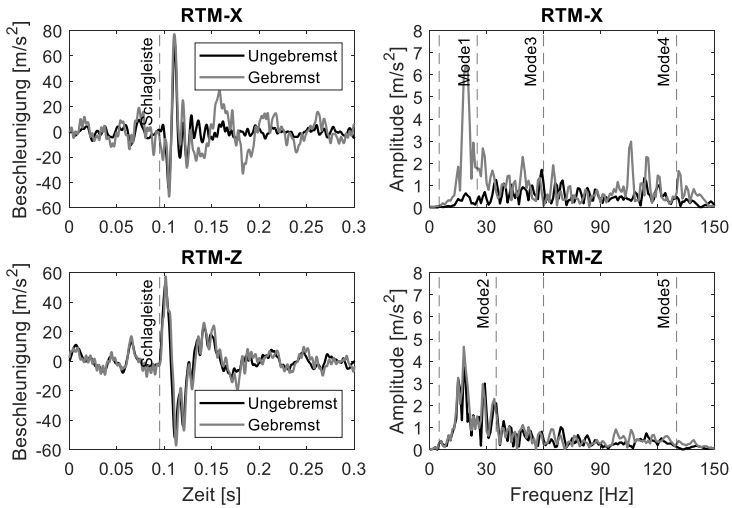 RTM-X
Beschleunigung [m/s²]
80
60
40
20
0
-20
-40
-60
0 0.05 0.1 0.15 0.2 0.25 0.3
Schlagleiste
Ungebremst
Gebremst
RTM-X
Amplitude [m/s²]
8
7
6
5
4
3
2
1
0
0 30 60 90 120 150
Mode1
Mode3
Mode4
RTM-Z
Beschleunigung [m/s²]
60
40
20
0
-20
-40
-60
0 0.05 0.1 0.15 0.2 0.25 0.3
Schlagleiste
Ungebremst
Gebremst
Zeit [s]
RTM-Z
Amplitude [m/s²]
8
7
6
5
4
3
2
1
0
0 30 60 90 120 150
Mode2
Mode5
Frequenz [Hz]